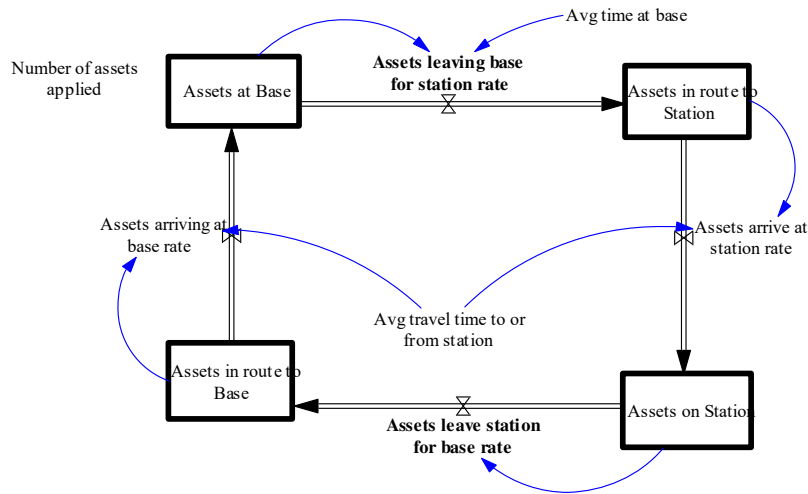 Avg time at base
Number of assets
applied
Assets at Base
Assets leaving base
for station rate
Assets in route to
Station
Assets arriving at
base rate
Assets arrive at
station rate
Avg travel time to or
from station
Assets in route to
Base
Assets leave station
for base rate
Assets on Station